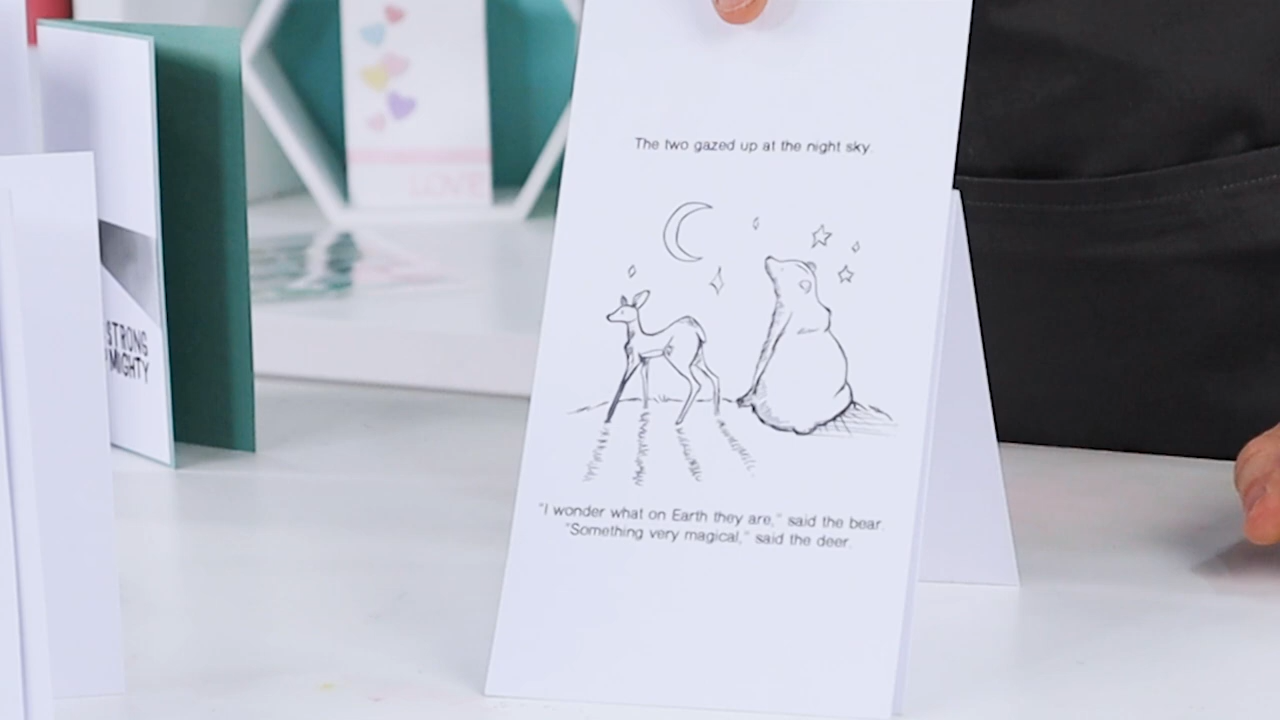 LOVE
STRONG
MIGHTY
The two gazed up at the night sky.
"I wonder what on Earth they are," said the bear.
"Something very magical," said the deer.